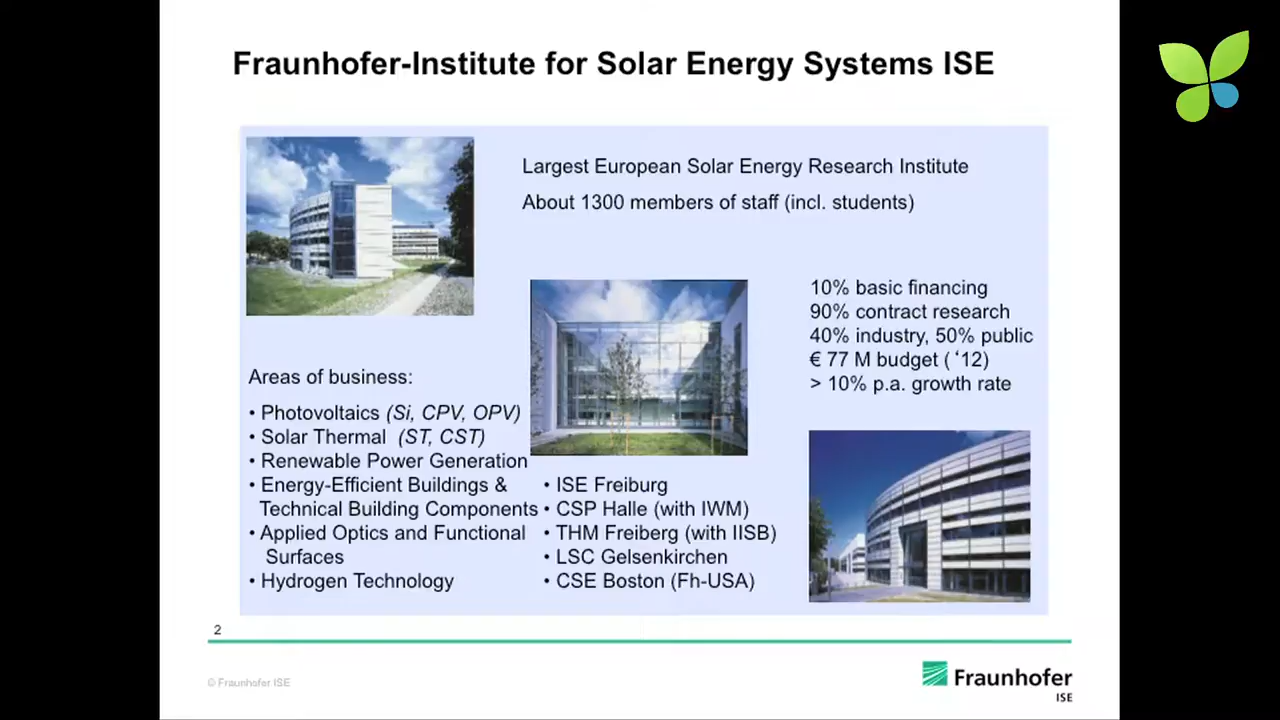 Fraunhofer-Institute for Solar Energy Systems ISE
Largest European Solar Energy Research Institute
About 1300 members of staff (incl. students)
10% basic financing
90% contract research
40% industry, 50% public
€ 77 M budget ( ‘12)
> 10% p.a. growth rate
Areas of business:
• Photovoltaics (Si, CPV, OPV)
• Solar Thermal (ST, CST)
• Renewable Power Generation
• Energy-Efficient Buildings &
Technical Building Components
• Applied Optics and Functional
Surfaces
• Hydrogen Technology
• ISE Freiburg
• CSP Halle (with IWM)
• THM Freiberg (with IISB)
• LSC Gelsenkirchen
• CSE Boston (Fh-USA)
2
© Fraunhofer ISE
Fraunhofer
ISE